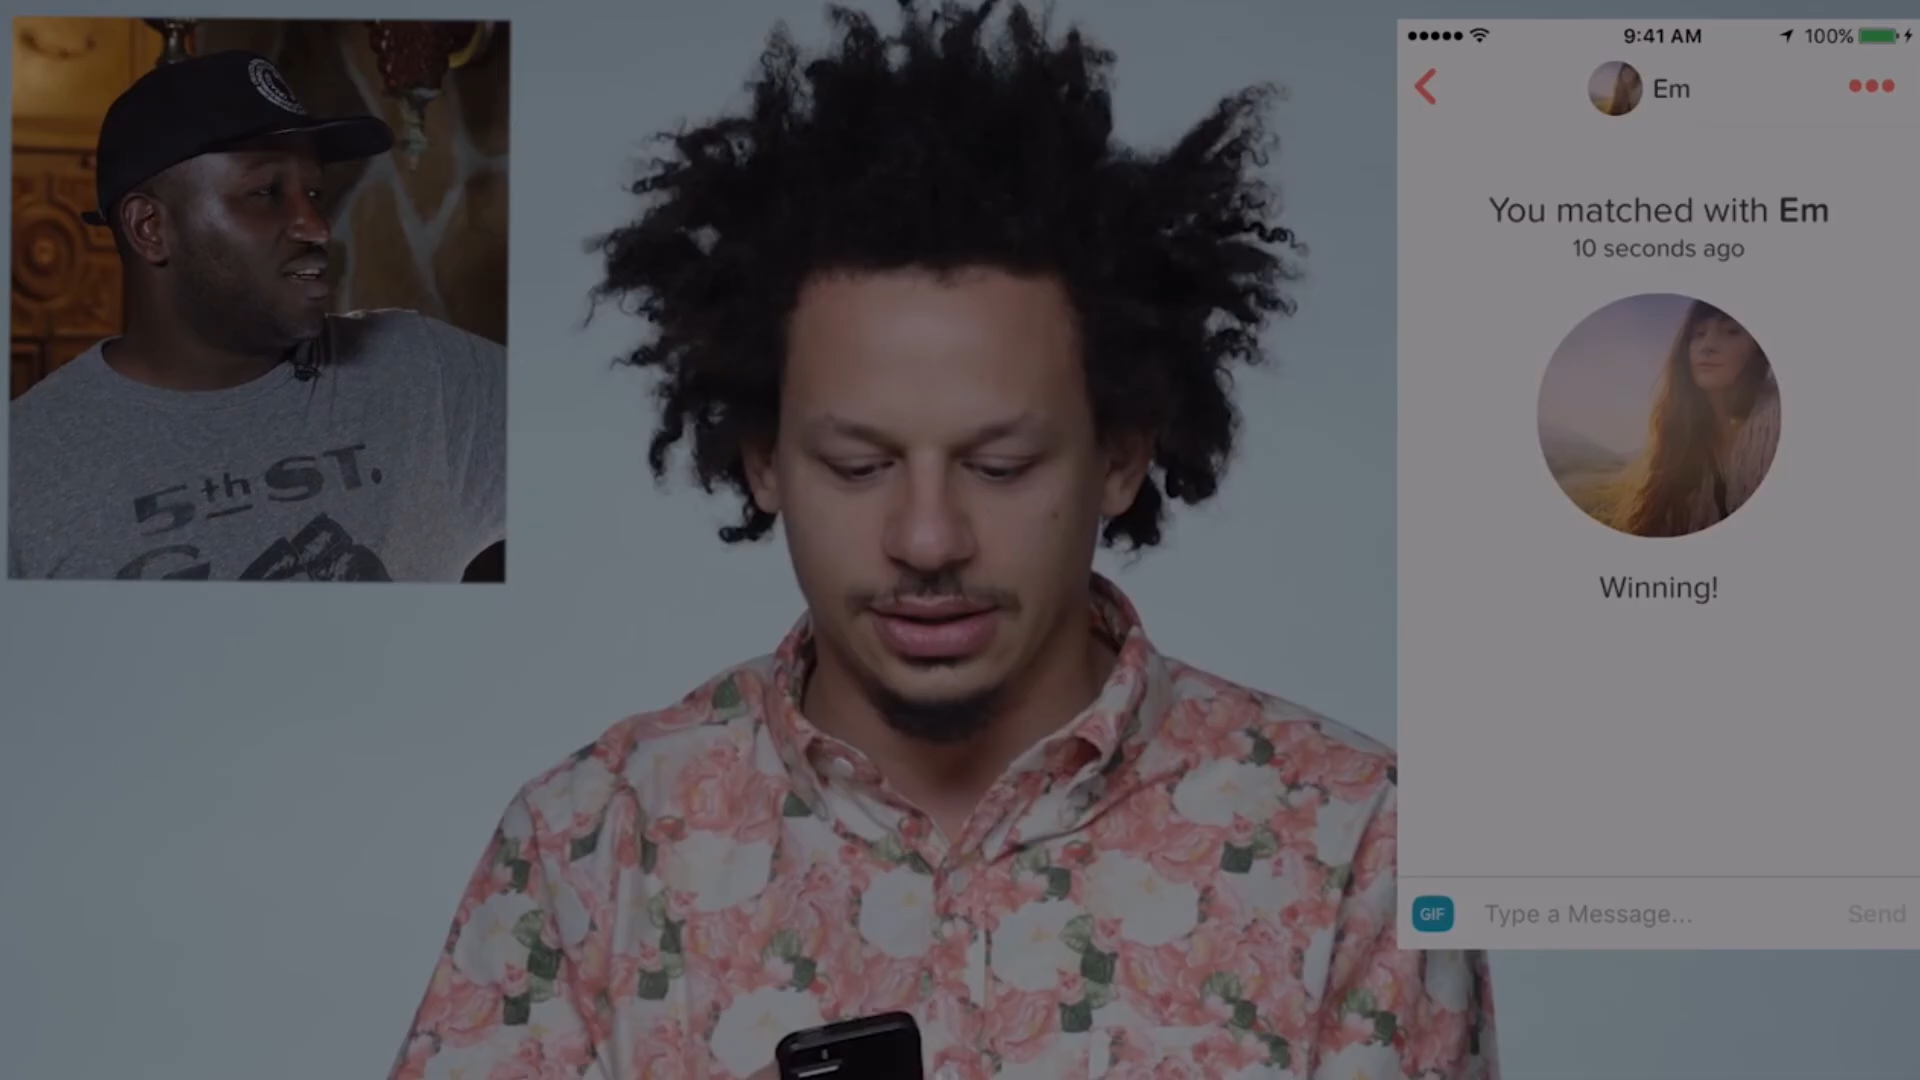 5th ST.
9:41 AM
100%
Em
You matched with Em
10 seconds ago
Winning!
GIF
Type a Message...
Send